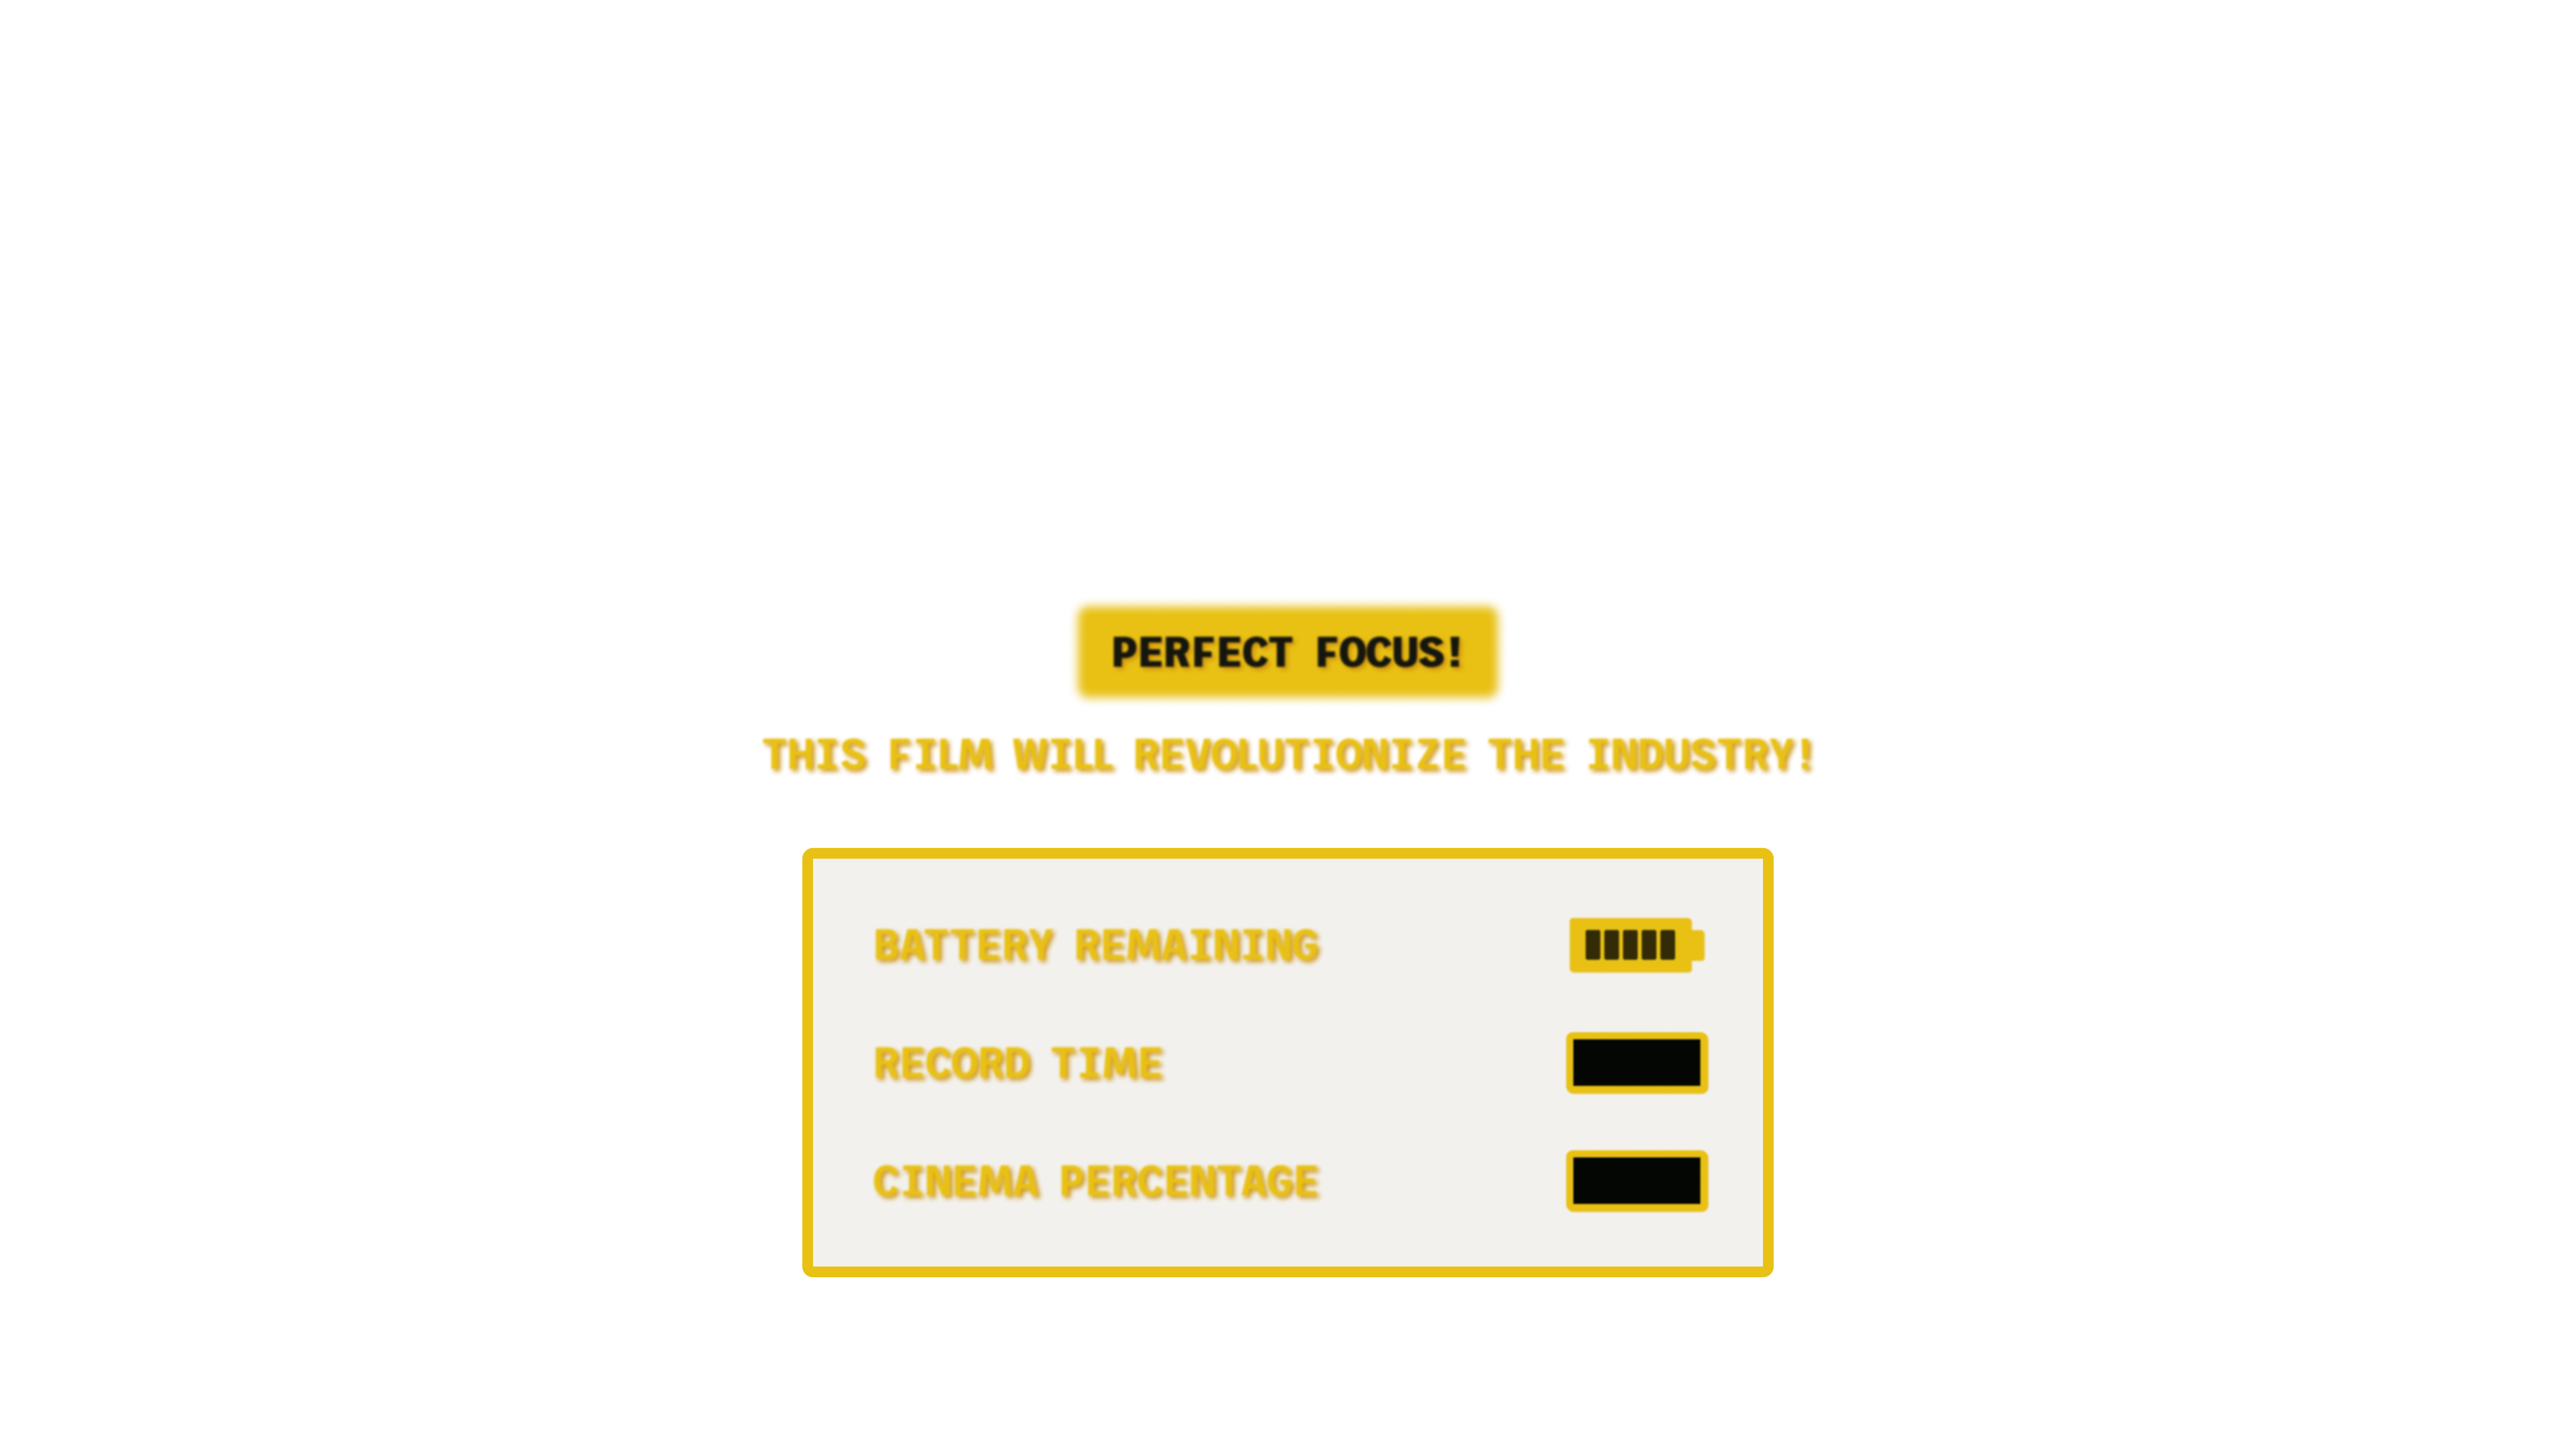 PERFECT FOCUS!
THIS FILM WILL REVOLUTIONIZE THE INDUSTRY!
BATTERY REMAINING
RECORD TIME
CINEMA PERCENTAGE